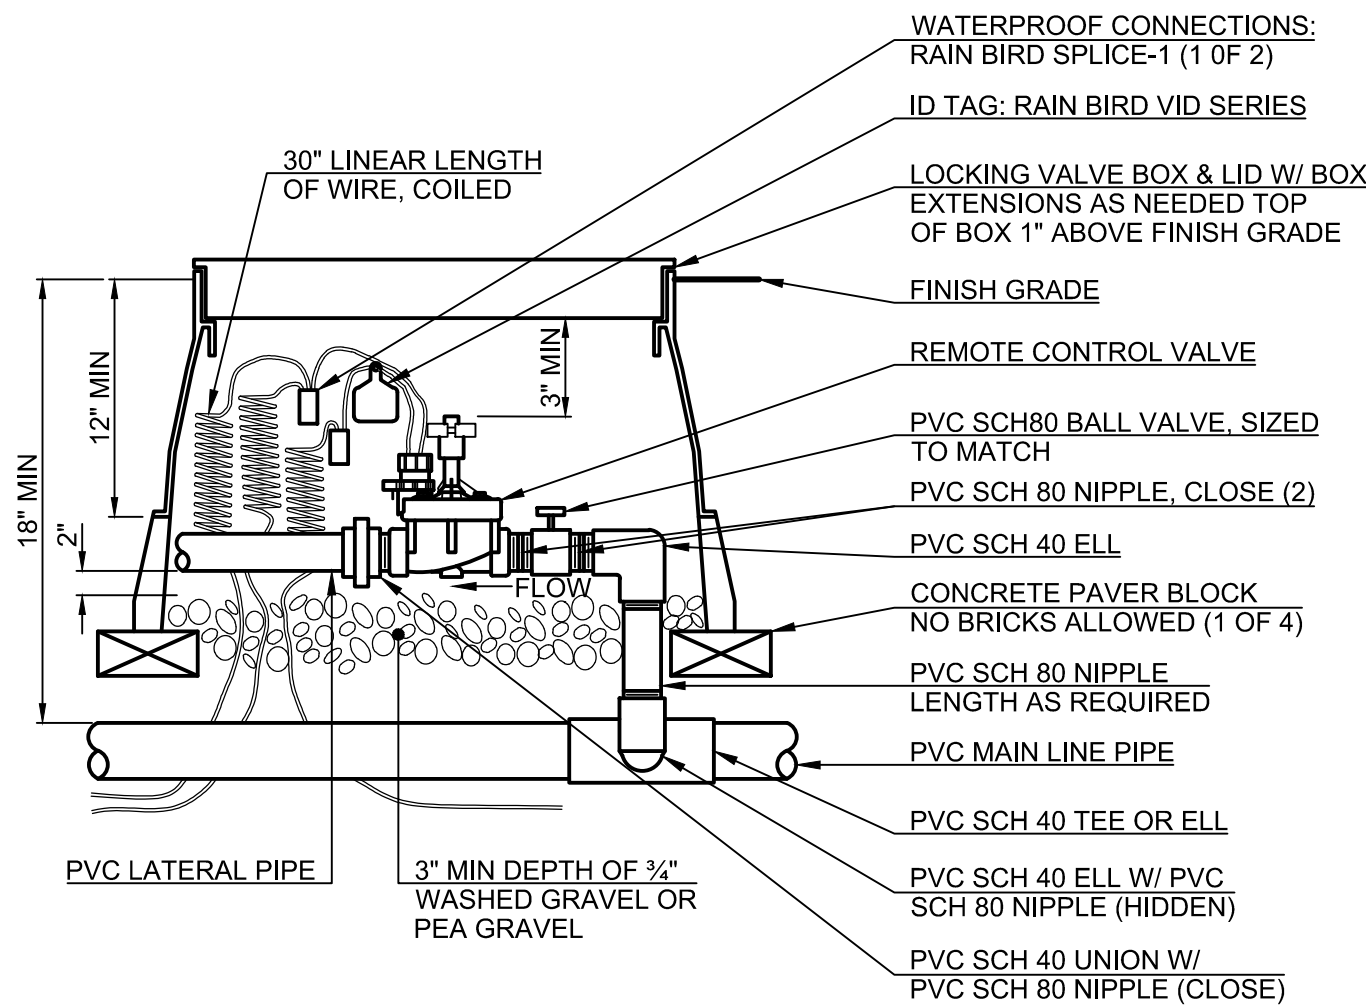 WATERPROOF CONNECTIONS:
RAIN BIRD SPLICE-1 (1 0F 2)
ID TAG: RAIN BIRD VID SERIES
30" LINEAR LENGTH
OF WIRE, COILED
LOCKING VALVE BOX & LID W/ BOX
EXTENSIONS AS NEEDED TOP
OF BOX 1" ABOVE FINISH GRADE
FINISH GRADE
REMOTE CONTROL VALVE
3" MIN
12" MIN
18" MIN
2"
PVC SCH80 BALL VALVE, SIZED
TO MATCH
PVC SCH 80 NIPPLE, CLOSE (2)
PVC SCH 40 ELL
FLOW
CONCRETE PAVER BLOCK
NO BRICKS ALLOWED (1 OF 4)
PVC SCH 80 NIPPLE
LENGTH AS REQUIRED
PVC MAIN LINE PIPE
PVC SCH 40 TEE OR ELL
PVC LATERAL PIPE
3" MIN DEPTH OF ¾"
WASHED GRAVEL OR
PEA GRAVEL
PVC SCH 40 ELL W/ PVC
SCH 80 NIPPLE (HIDDEN)
PVC SCH 40 UNION W/
PVC SCH 80 NIPPLE (CLOSE)